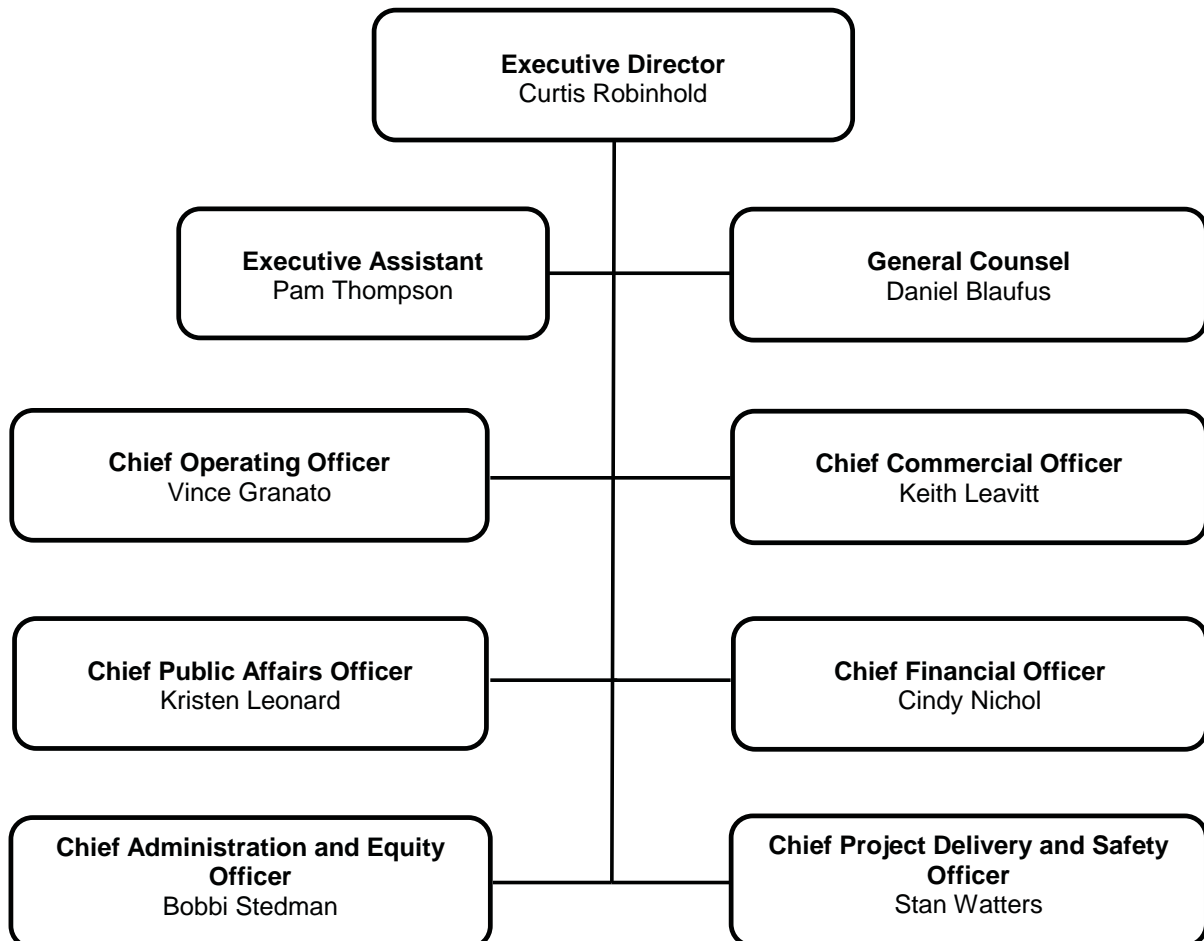 Executive Director
Curtis Robinhold
Executive Assistant
Pam Thompson
General Counsel
Daniel Blaufus
Chief Operating Officer
Vince Granato
Chief Commercial Officer
Keith Leavitt
Chief Public Affairs Officer
Kristen Leonard
Chief Financial Officer
Cindy Nichol
Chief Administration and Equity
Officer
Bobbi Stedman
Chief Project Delivery and Safety
Officer
Stan Watters